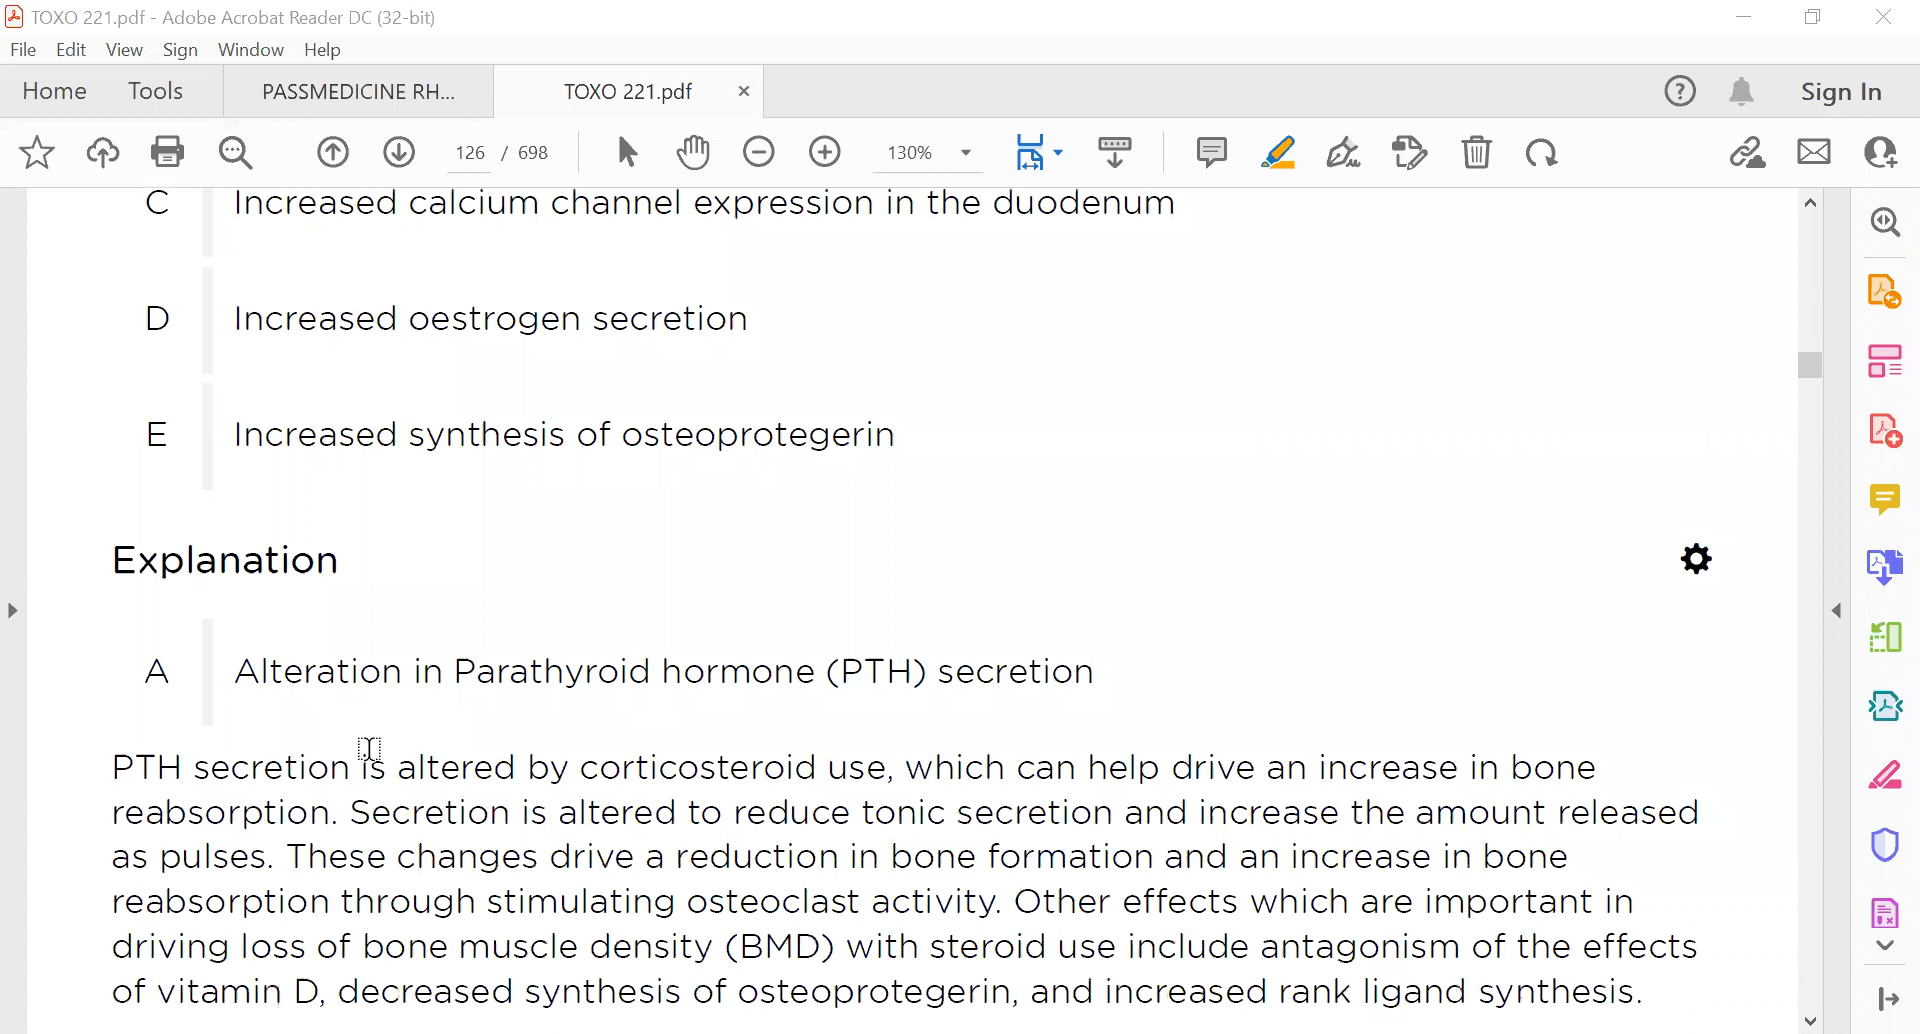 TOXO 221.pdf - Adobe Acrobat Reader DC (32-bit)
File Edit View Sign Window Help
Home Tools PASSMEDICINE RH... TOXO 221.pdf × Sign In
126 / 698 130%
C Increased calcium channel expression in the duodenum
D Increased oestrogen secretion
E Increased synthesis of osteoprotegerin
Explanation
A Alteration in Parathyroid hormone (PTH) secretion
PTH secretion is altered by corticosteroid use, which can help drive an increase in bone
reabsorption. Secretion is altered to reduce tonic secretion and increase the amount released
as pulses. These changes drive a reduction in bone formation and an increase in bone
reabsorption through stimulating osteoclast activity. Other effects which are important in
driving loss of bone muscle density (BMD) with steroid use include antagonism of the effects
of vitamin D, decreased synthesis of osteoprotegerin, and increased rank ligand synthesis.